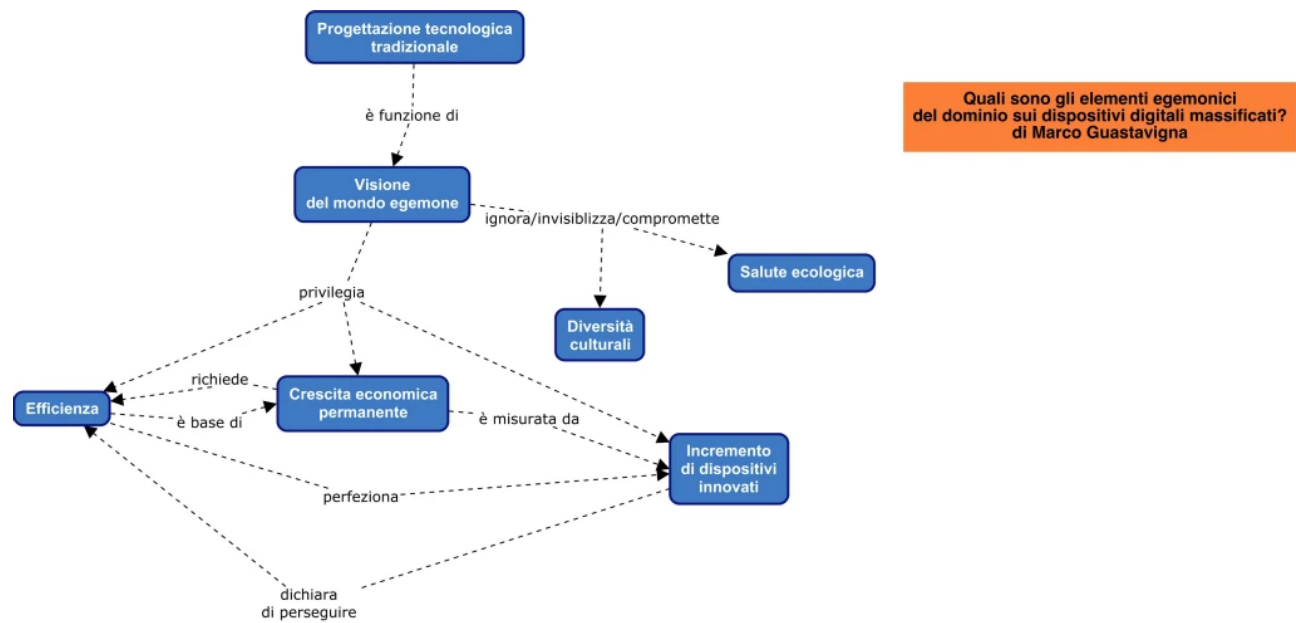 Progettazione tecnologica
tradizionale
è funzione di
Quali sono gli elementi egemonici
del dominio sui dispositivi digitali massificati?
di Marco Guastavigna
Visione
del mondo egemone
ignora/invisiblizza/compromette
Salute ecologica
privilegia
Diversità
culturali
richiede
Efficienza
è base di
Crescita economica
permanente
è misurata da
Incremento
di dispositivi
innovati
perfeziona
dichiara
di perseguire